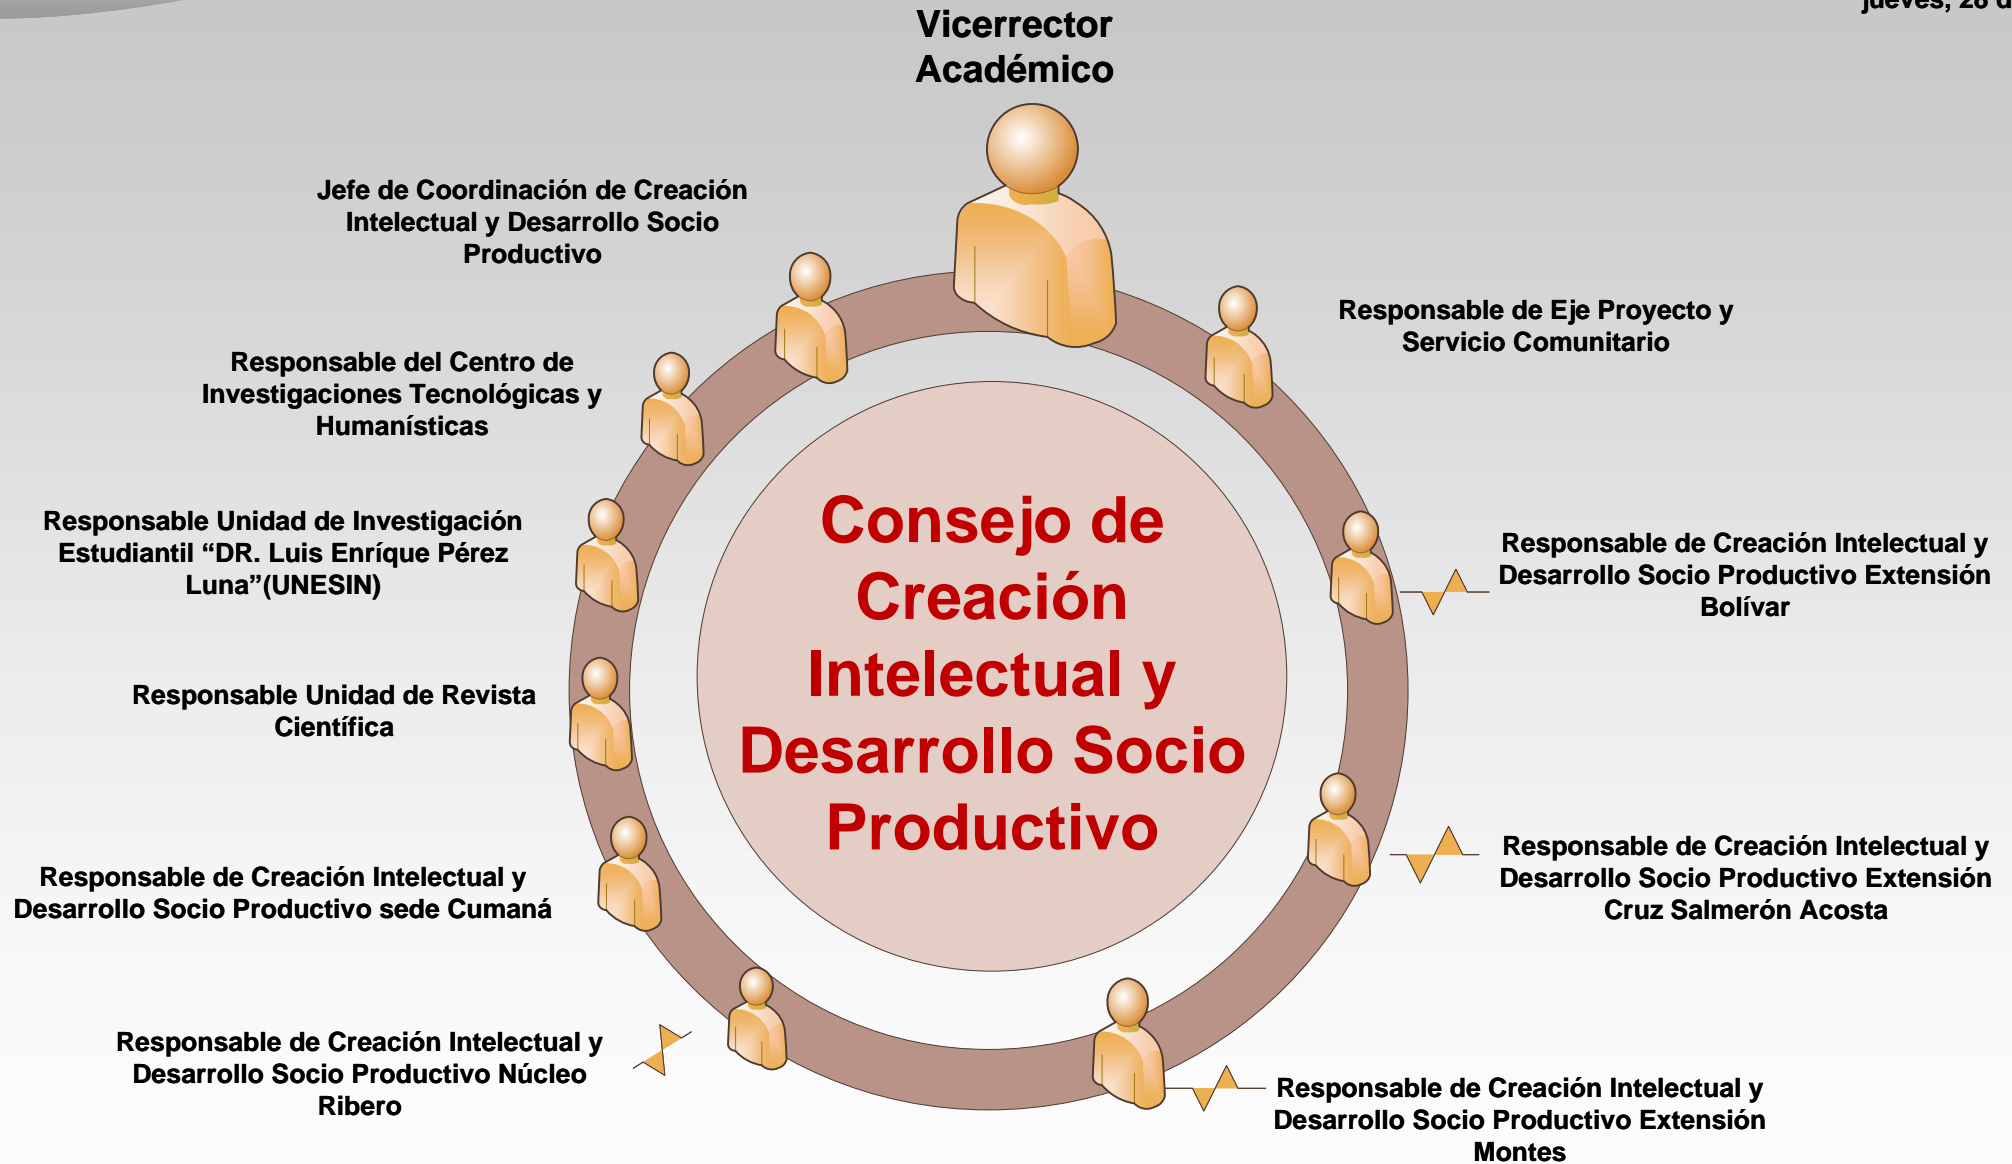 jueves, 28 d
Vicerrector
Académico
Jefe de Coordinación de Creación
Intelectual y Desarrollo Socio
Productivo
Responsable de Eje Proyecto y
Servicio Comunitario
Responsable del Centro de
Investigaciones Tecnológicas y
Humanísticas
Responsable Unidad de Investigación
Estudiantil “DR. Luis Enríque Pérez
Luna”(UNESIN)
Consejo de
Creación
Intelectual y
Desarrollo Socio
Productivo
Responsable de Creación Intelectual y
Desarrollo Socio Productivo Extensión
Bolívar
Responsable Unidad de Revista
Científica
Responsable de Creación Intelectual y
Desarrollo Socio Productivo Extensión
Cruz Salmerón Acosta
Responsable de Creación Intelectual y
Desarrollo Socio Productivo sede Cumaná
Responsable de Creación Intelectual y
Desarrollo Socio Productivo Núcleo
Ribero
Responsable de Creación Intelectual y
Desarrollo Socio Productivo Extensión
Montes